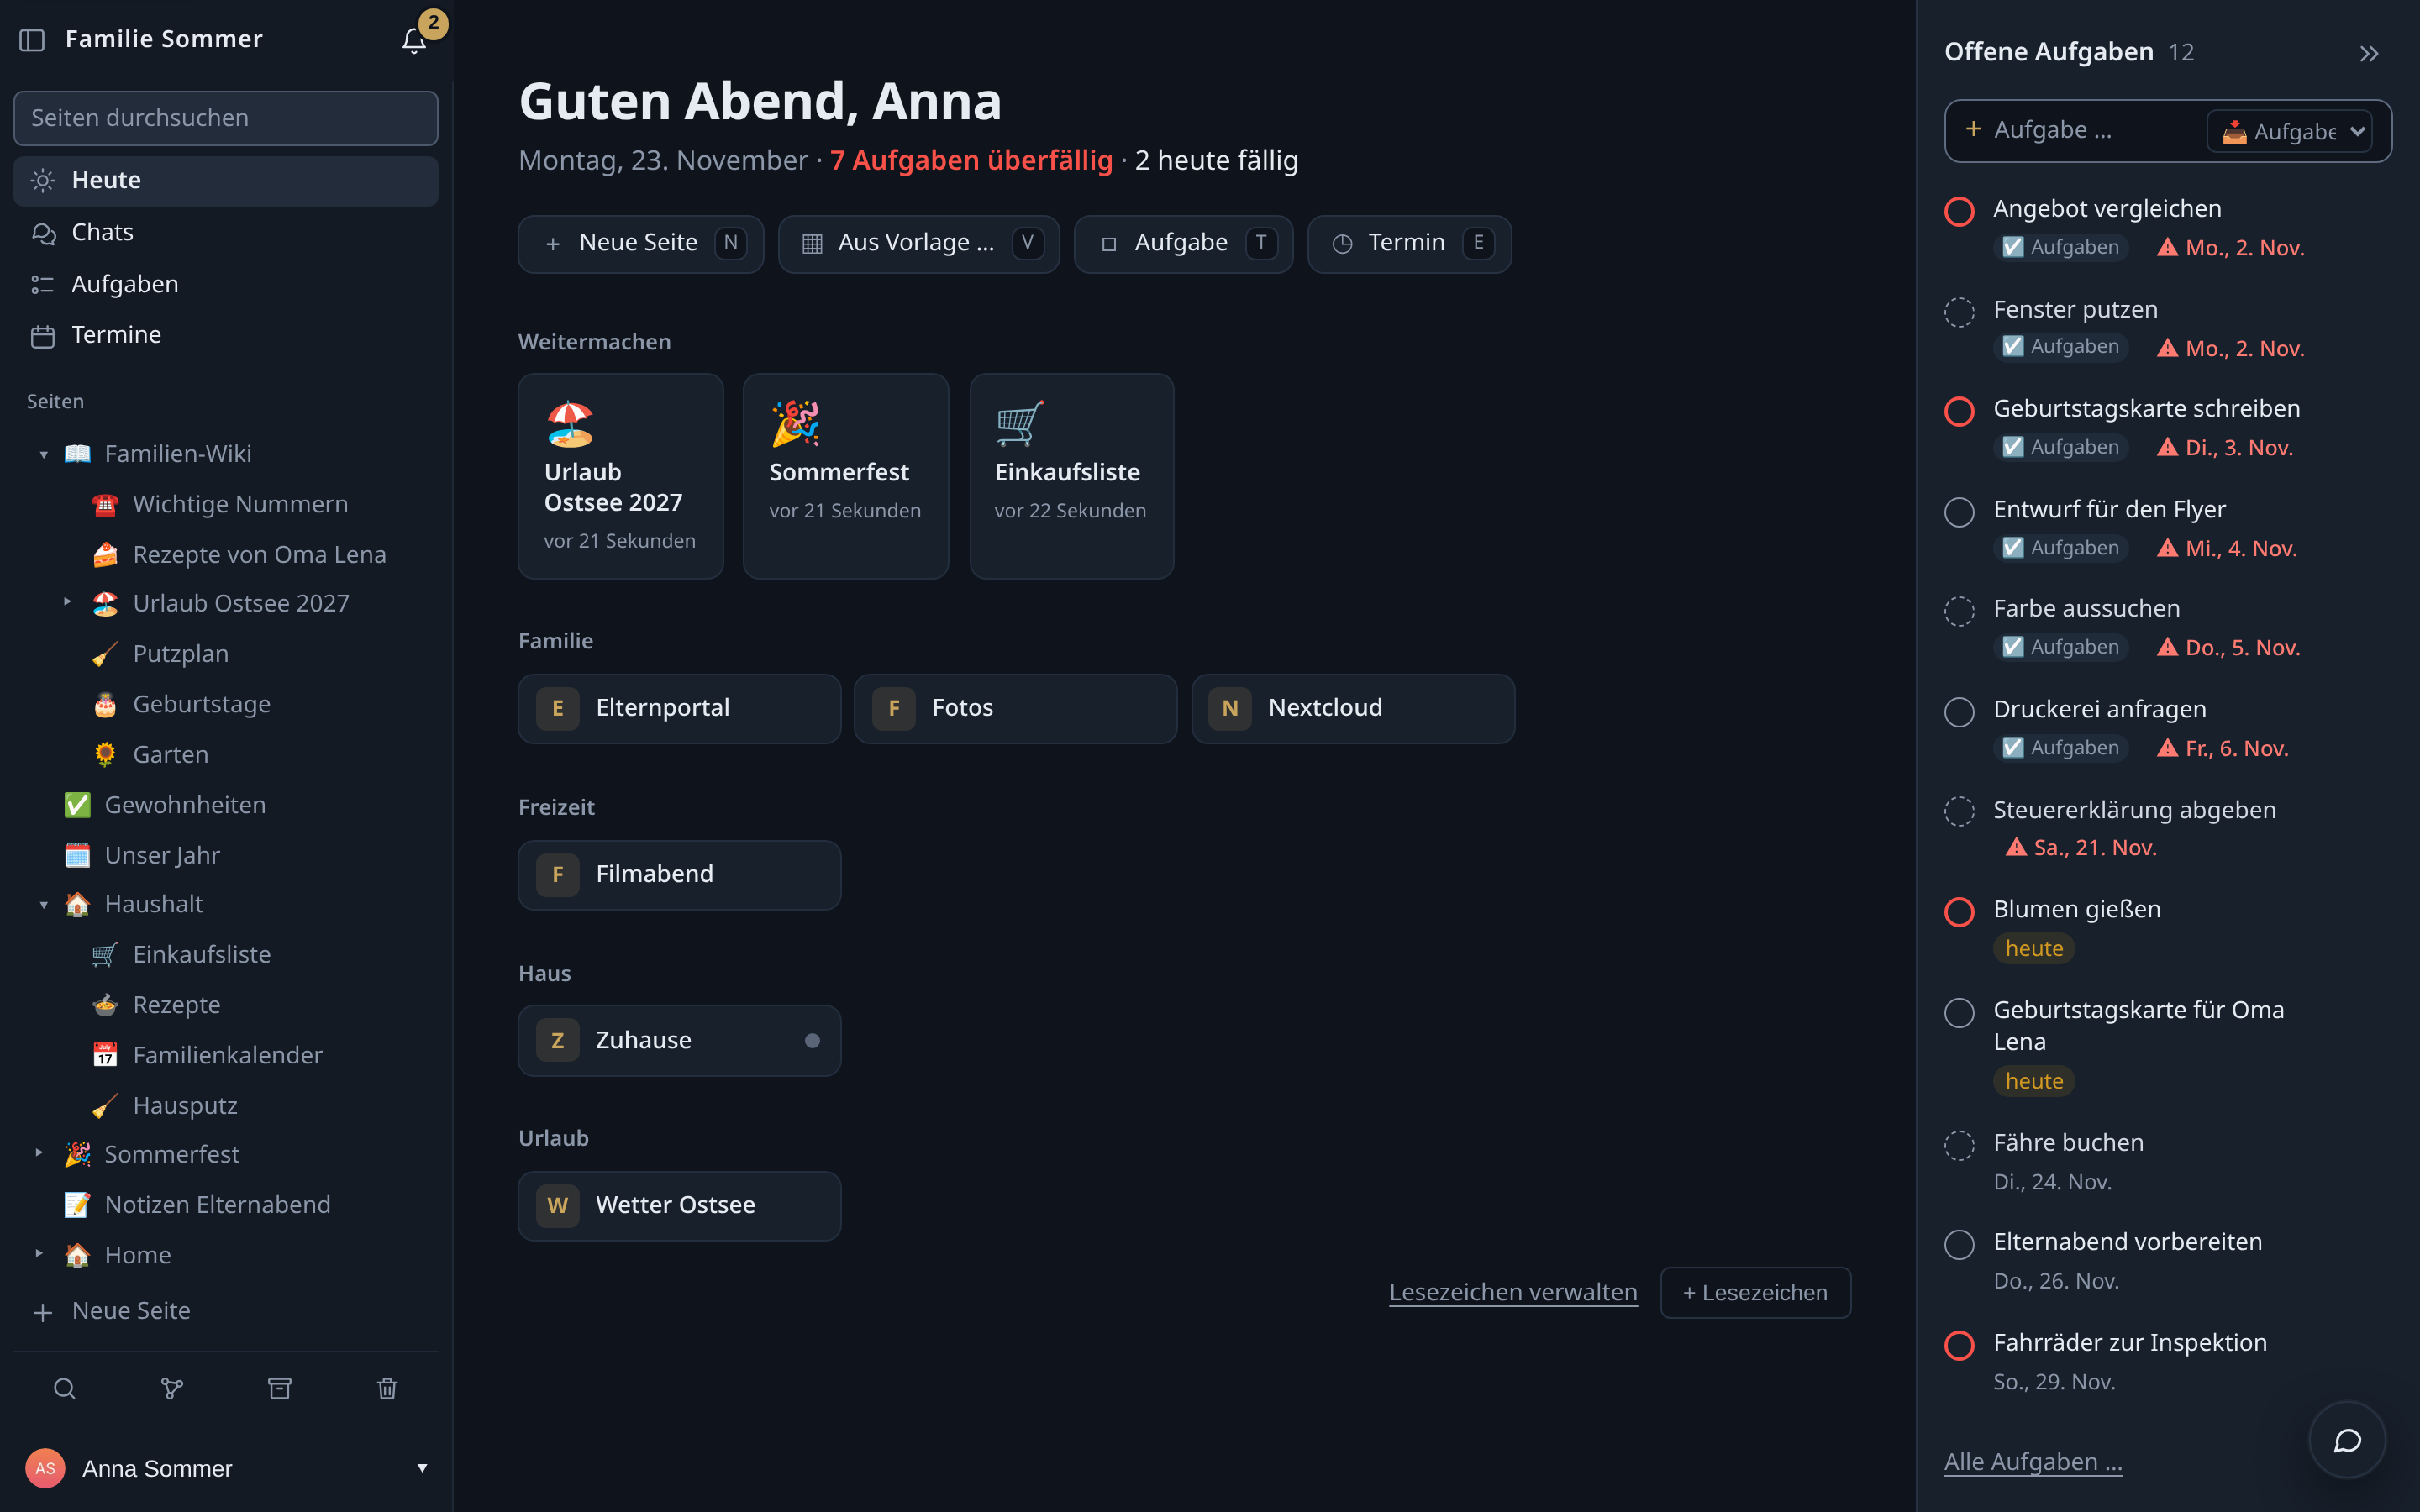 Familie Sommer
2
Seiten durchsuchen
Heute
Chats
Aufgaben
Termine
Seiten
Familien-Wiki
Wichtige Nummern
Rezepte von Oma Lena
Urlaub Ostsee 2027
Putzplan
Geburtstage
Garten
Gewohnheiten
Unser Jahr
Haushalt
Einkaufsliste
Rezepte
Familienkalender
Hausputz
Sommerfest
Notizen Elternabend
Home
+ Neue Seite
AS Anna Sommer
Guten Abend, Anna
Montag, 23. November · 7 Aufgaben überfällig · 2 heute fällig
+ Neue Seite N
Aus Vorlage ... V
Aufgabe T
Termin E
Weitermachen
Urlaub
Ostsee 2027
vor 21 Sekunden
Sommerfest
vor 21 Sekunden
Einkaufsliste
vor 22 Sekunden
Familie
E Elternportal
F Fotos
N Nextcloud
Freizeit
F Filmabend
Haus
Z Zuhause
Urlaub
W Wetter Ostsee
Lesezeichen verwalten
+ Lesezeichen
Offene Aufgaben 12
+ Aufgabe ...
Aufgabe
Angebot vergleichen
Aufgaben Mo., 2. Nov.
Fenster putzen
Aufgaben Mo., 2. Nov.
Geburtstagskarte schreiben
Aufgaben Di., 3. Nov.
Entwurf für den Flyer
Aufgaben Mi., 4. Nov.
Farbe aussuchen
Aufgaben Do., 5. Nov.
Druckerei anfragen
Aufgaben Fr., 6. Nov.
Steuererklärung abgeben
Sa., 21. Nov.
Blumen gießen
heute
Geburtstagskarte für Oma
Lena
heute
Fähre buchen
Di., 24. Nov.
Elternabend vorbereiten
Do., 26. Nov.
Fahrräder zur Inspektion
So., 29. Nov.
Alle Aufgaben ...